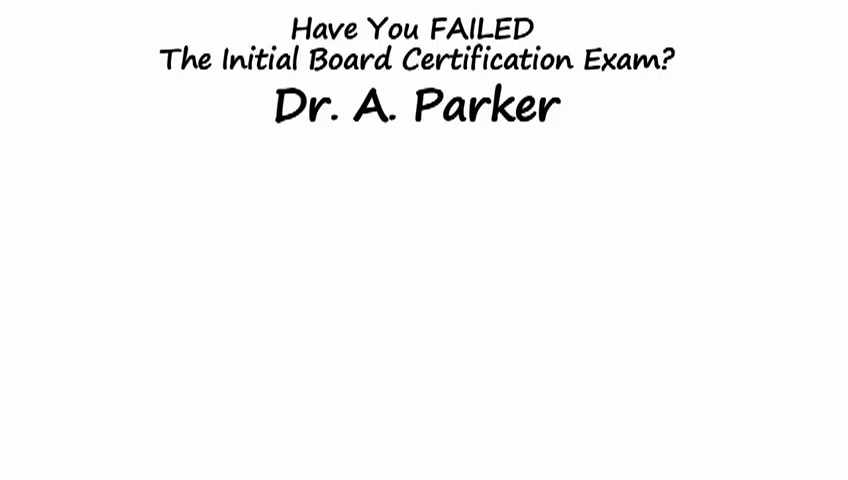 Have You FAILED
The Initial Board Certification Exam?
Dr. A. Parker